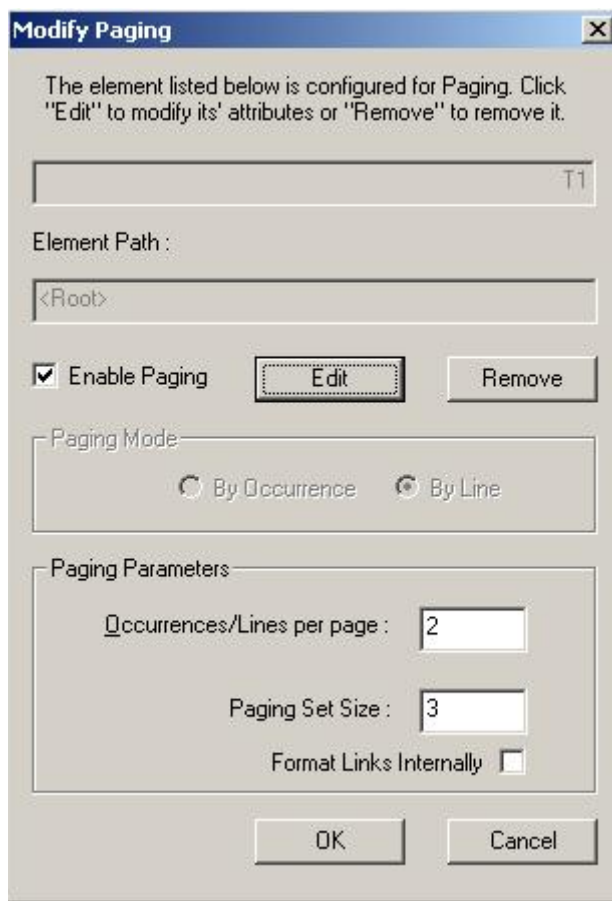 Modify Paging
The element listed below is configured for Paging. Click
"Edit" to modify its' attributes or "Remove" to remove it.
T1
Element Path :
<Root>
Enable Paging
Edit
Remove
Paging Mode
By Occurrence
By Line
Paging Parameters
Occurrences/Lines per page :
2
Paging Set Size :
3
Format Links Internally
OK
Cancel